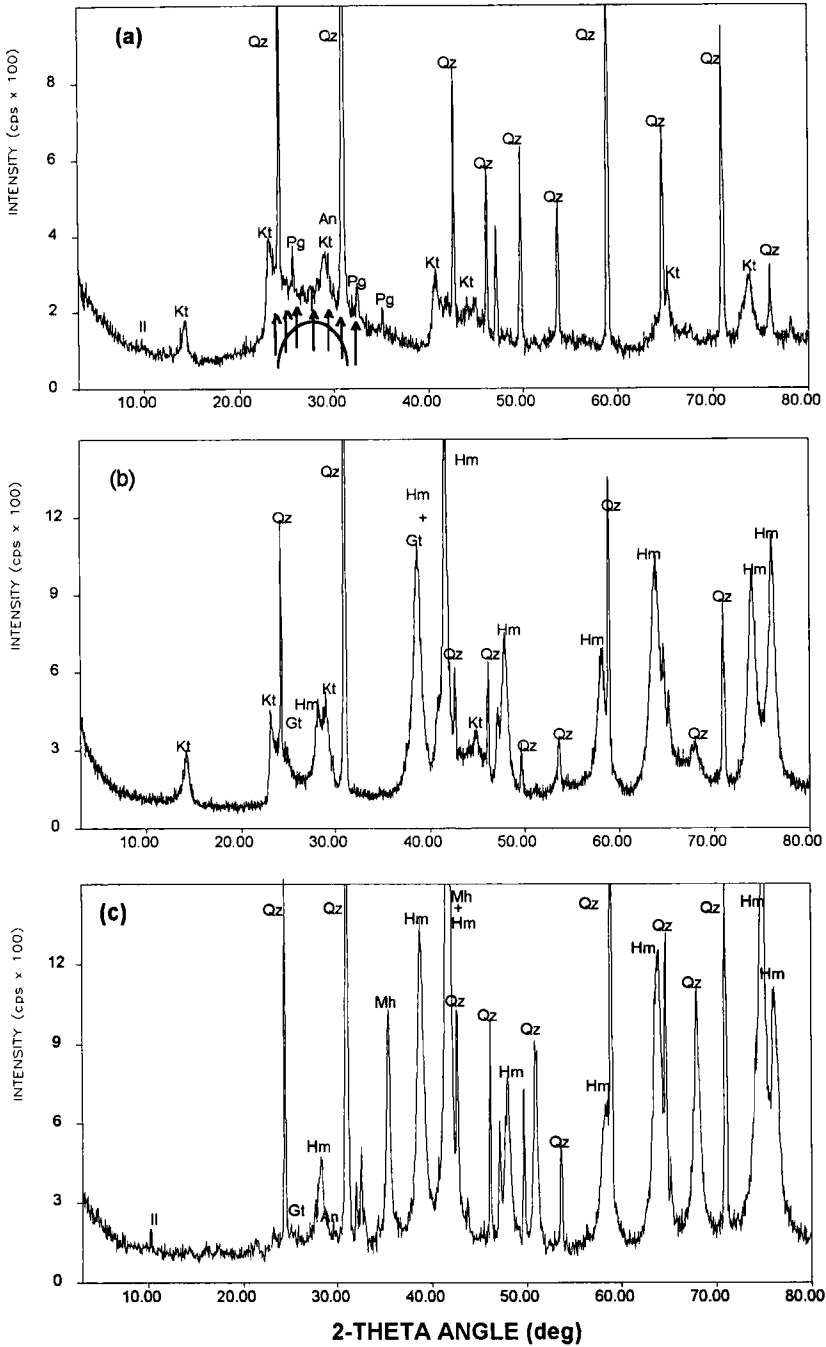 (a)
INTENSITY (cps x 100)
8
6
4
2
0
Qz
Qz
Qz
Qz
Qz
Qz
Qz
Qz
Qz
Qz
Kt
Pg
An
Kt
Pg
Pg
Kt
Kt
Kt
Kt
Kt
Il
10.00 20.00 30.00 40.00 50.00 60.00 70.00 80.00
(b)
INTENSITY (cps x 100)
12
9
6
3
0
Kt
Kt
Qz
Gt
Hm
Kt
Qz
Hm
+
Gt
Hm
Qz
Kt
Qz
Hm
Qz
Qz
Hm
Qz
Hm
Qz
Qz
Hm
Hm
10.00 20.00 30.00 40.00 50.00 60.00 70.00 80.00
(c)
INTENSITY (cps x 100)
12
9
6
3
0
Il
Qz
Gt
Hm
An
Qz
Mh
Hm
Mh
+
Hm
Qz
Qz
Hm
Qz
Qz
Hm
Qz
Hm
Qz
Qz
Qz
Hm
Hm
10.00 20.00 30.00 40.00 50.00 60.00 70.00 80.00
2-THETA ANGLE (deg)